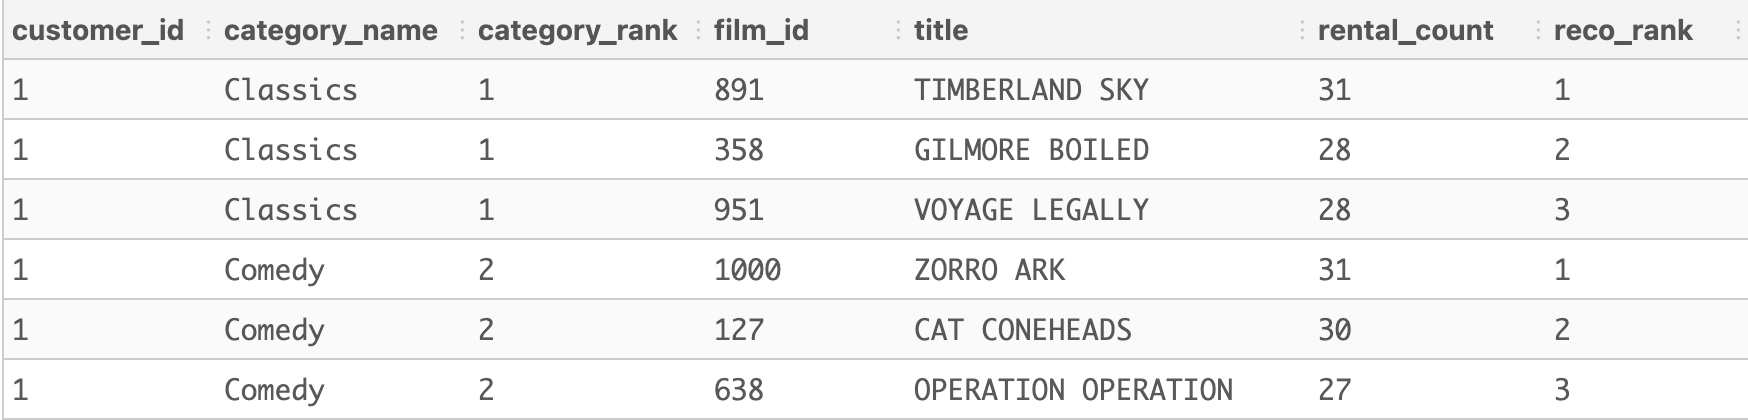 customer_id category_name category_rank film_id title rental_count reco_rank
1 Classics 1 891 TIMBERLAND SKY 31 1
1 Classics 1 358 GILMORE BOILED 28 2
1 Classics 1 951 VOYAGE LEGALLY 28 3
1 Comedy 2 1000 ZORRO ARK 31 1
1 Comedy 2 127 CAT CONEHEADS 30 2
1 Comedy 2 638 OPERATION OPERATION 27 3